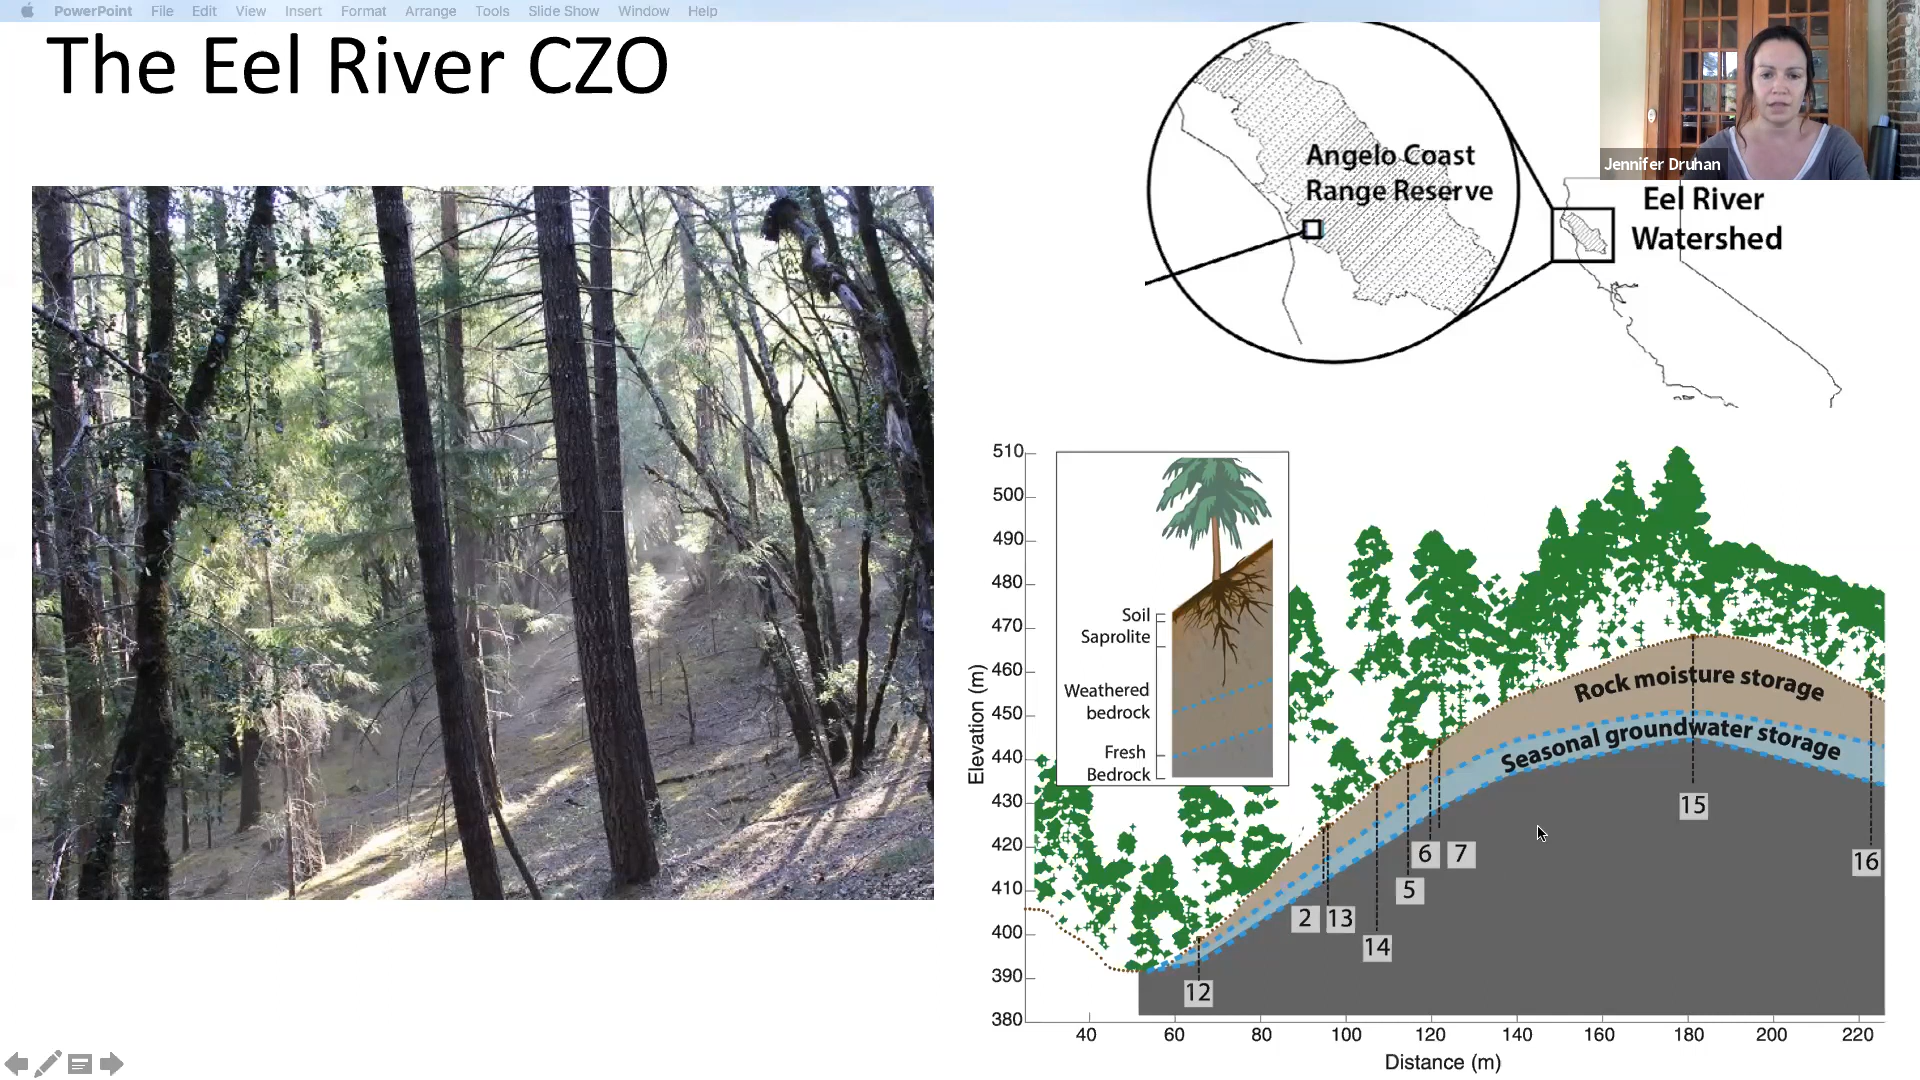 PowerPoint File Edit View Insert Format Arrange Tools Slide Show Window Help
The Eel River CZO
Jennifer Druhan
Angelo Coast
Range Reserve
Eel River
Watershed
510
500
490
480
470
460
450
440
430
420
410
400
390
380
Elevation (m)
Soil
Saprolite
Weathered
bedrock
Fresh
Bedrock
Rock moisture storage
Seasonal groundwater storage
15
6 7
16
5
2 13
14
12
40 60 80 100 120 140 160 180 200 220
Distance (m)